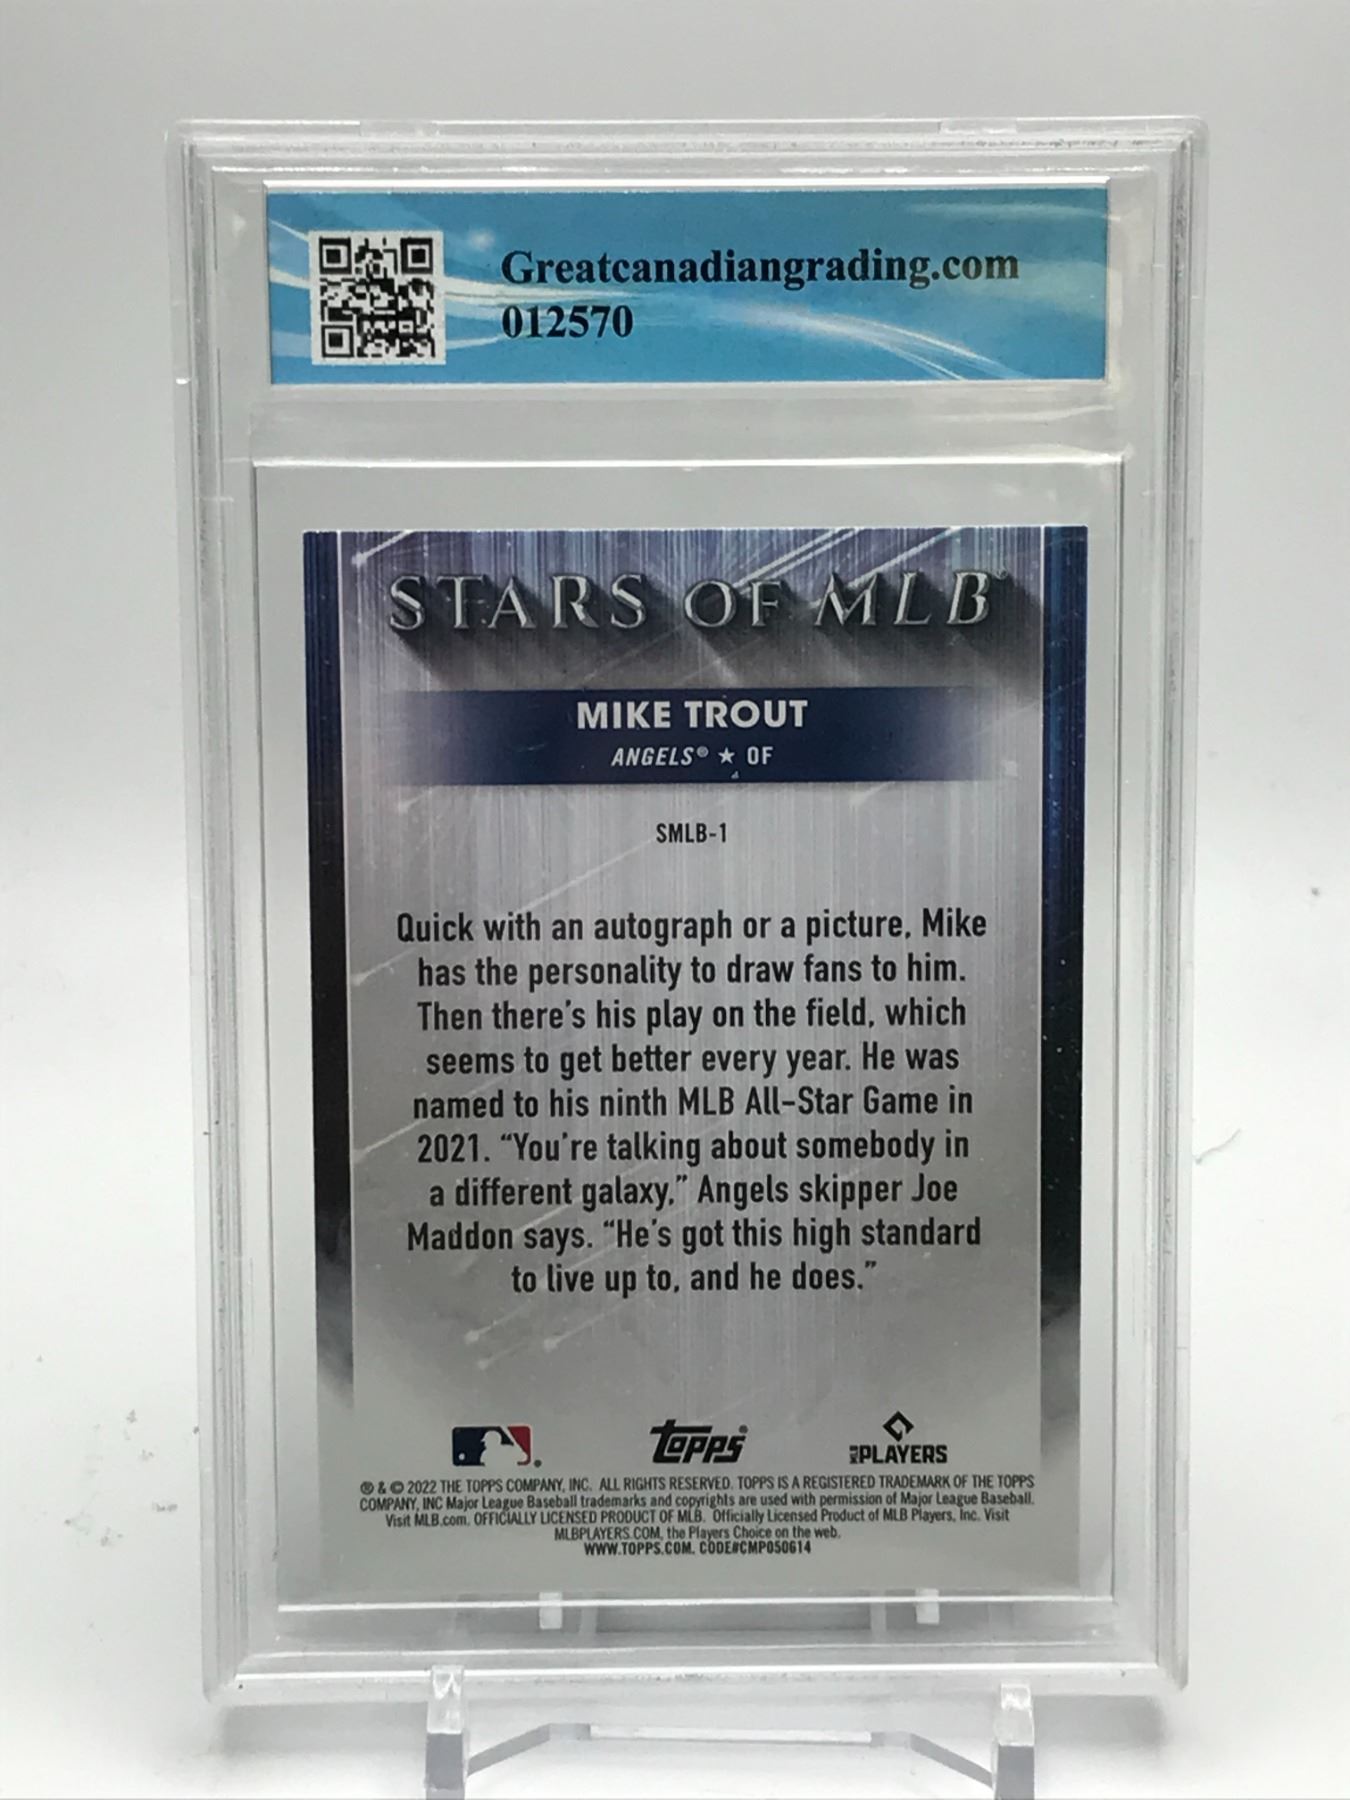 Greatcanadiangrading.com
012570
STARS OF MLB®
MIKE TROUT
ANGELS® ★ OF
SMLB-1
Quick with an autograph or a picture, Mike
has the personality to draw fans to him.
Then there's his play on the field, which
seems to get better every year. He was
named to his ninth MLB All-Star Game in
2021. “You're talking about somebody in
a different galaxy,” Angels skipper Joe
Maddon says. “He's got this high standard
to live up to, and he does.”
topps®
MLB PLAYERS
® & © 2022 THE TOPPS COMPANY, INC. ALL RIGHTS RESERVED. TOPPS IS A REGISTERED TRADEMARK OF THE TOPPS
COMPANY, INC Major League Baseball trademarks and copyrights are used with permission of Major League Baseball.
Visit MLB.com. OFFICIALLY LICENSED PRODUCT OF MLB. Officially Licensed Product of MLB Players, Inc. Visit
MLBPLAYERS.COM, the Players Choice on the web.
WWW.TOPPS.COM. CODE#CMP050614